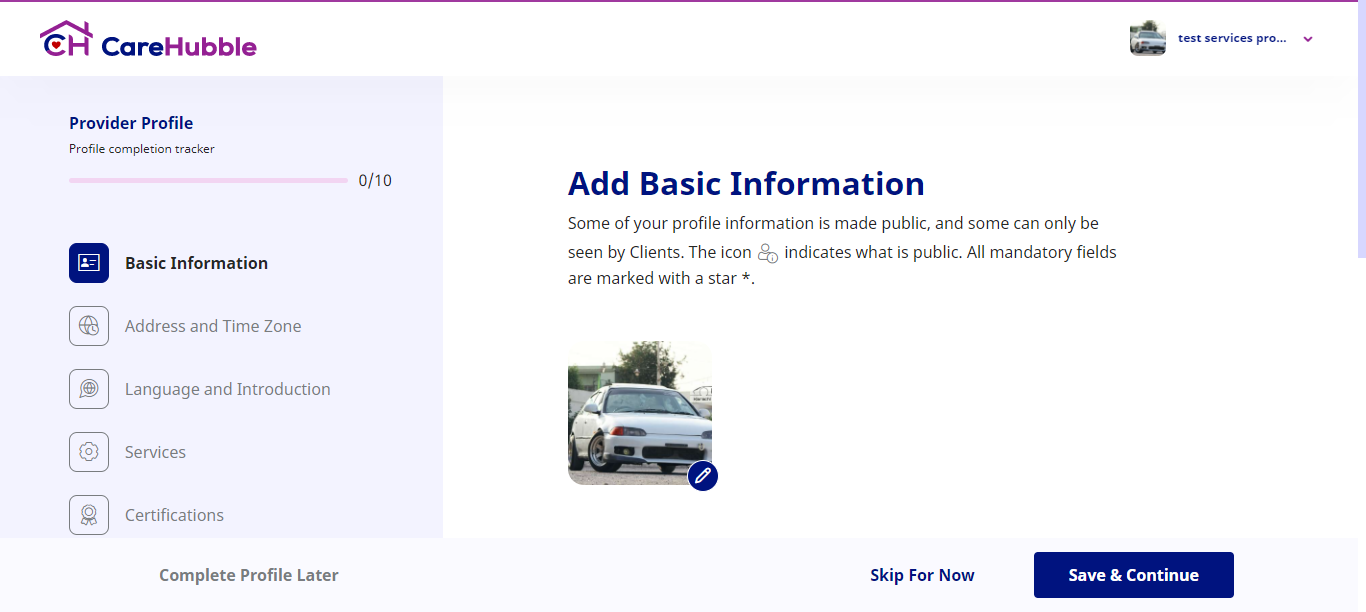 CH CareHubble
test services pro...
Provider Profile
Profile completion tracker
0/10
Basic Information
Address and Time Zone
Language and Introduction
Services
Certifications
Add Basic Information
Some of your profile information is made public, and some can only be
seen by Clients. The icon indicates what is public. All mandatory fields
are marked with a star *.
Complete Profile Later
Skip For Now
Save & Continue